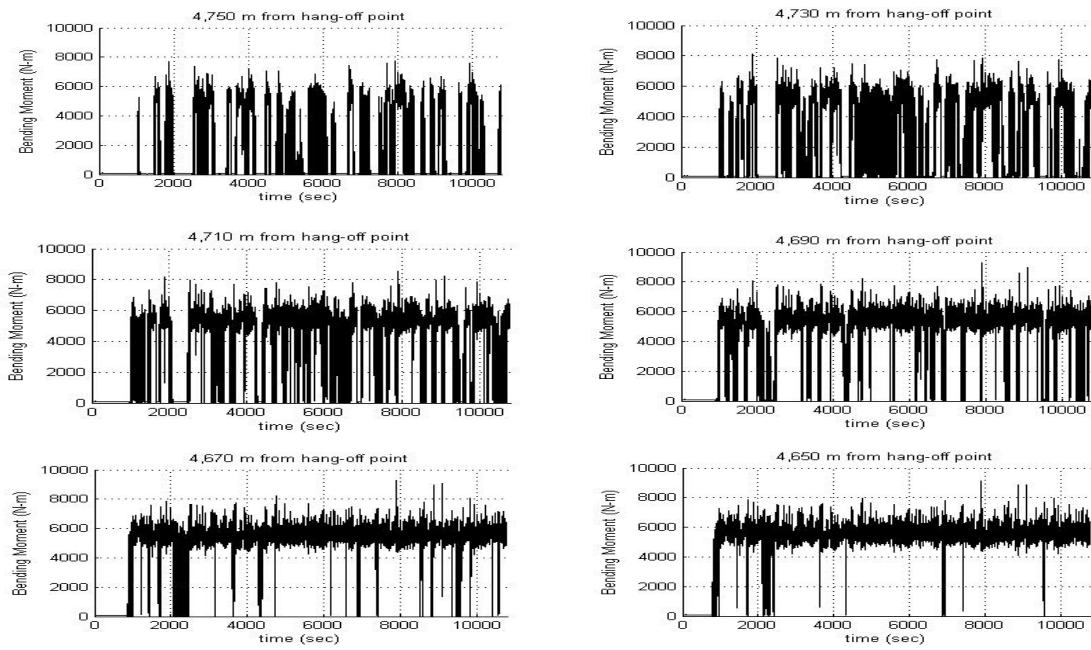 4,750 m from hang-off point
10000
8000
6000
4000
2000
0
Bending Moment (N-m)
0 2000 4000 6000 8000 10000
time (sec)
4,730 m from hang-off point
10000
8000
6000
4000
2000
0
Bending Moment (N-m)
0 2000 4000 6000 8000 10000
time (sec)
4,710 m from hang-off point
10000
8000
6000
4000
2000
0
Bending Moment (N-m)
0 2000 4000 6000 8000 10000
time (sec)
4,690 m from hang-off point
10000
8000
6000
4000
2000
0
Bending Moment (N-m)
0 2000 4000 6000 8000 10000
time (sec)
4,670 m from hang-off point
10000
8000
6000
4000
2000
0
Bending Moment (N-m)
0 2000 4000 6000 8000 10000
time (sec)
4,650 m from hang-off point
10000
8000
6000
4000
2000
0
Bending Moment (N-m)
0 2000 4000 6000 8000 10000
time (sec)